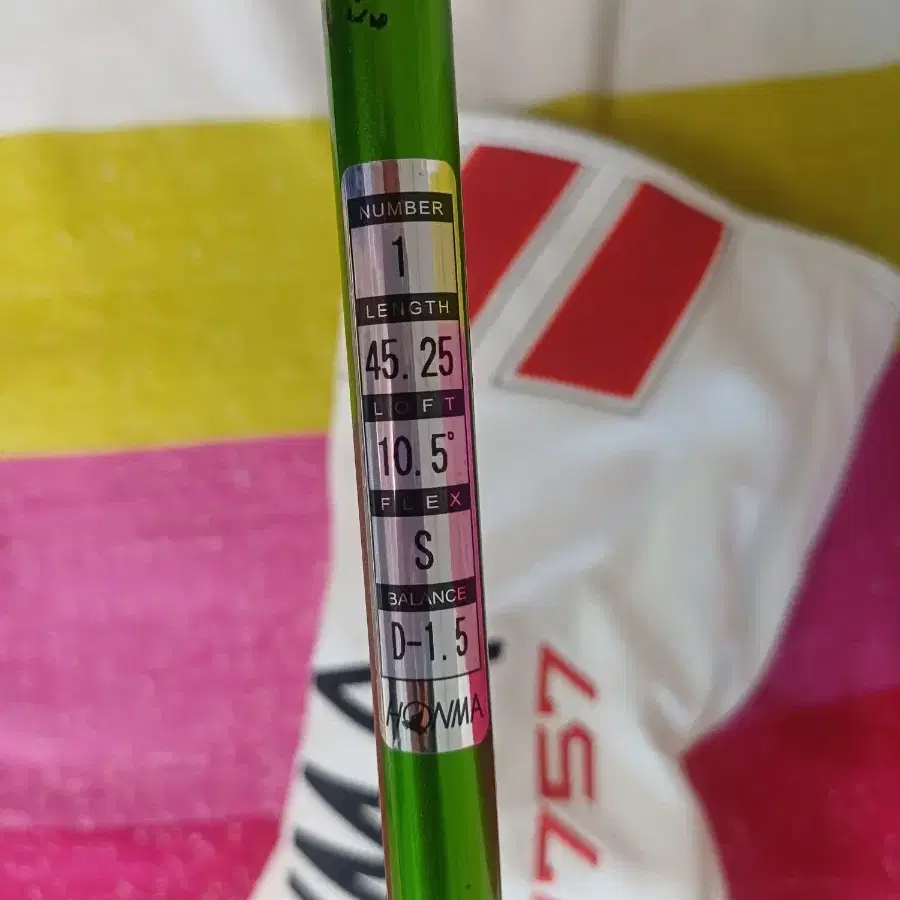 NUMBER
1
LENGTH
45.25
LOFT
10.5°
FLEX
S
BALANCE
D-1.5
HONMA
757